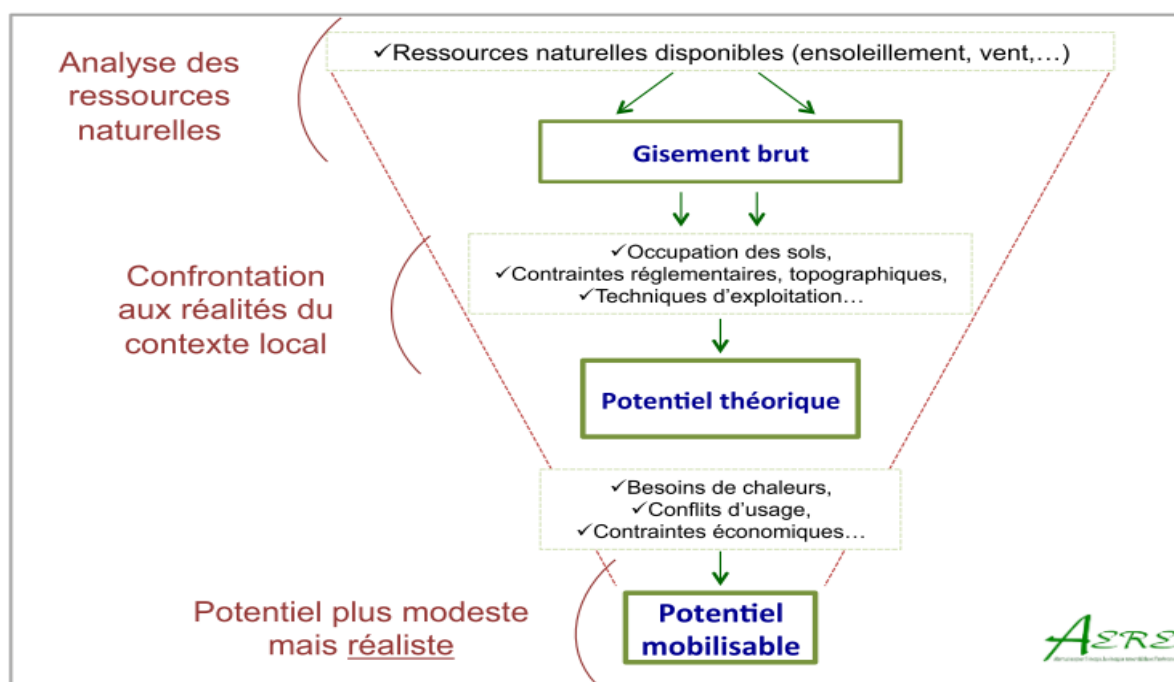 Analyse des
ressources
naturelles
✓Ressources naturelles disponibles (ensoleillement, vent,…)
Gisement brut
Confrontation
aux réalités du
contexte local
✓Occupation des sols,
✓Contraintes réglementaires, topographiques,
✓Techniques d'exploitation…
Potentiel théorique
✓Besoins de chaleurs,
✓Conflits d'usage,
✓Contraintes économiques…
Potentiel plus modeste
mais réaliste
Potentiel
mobilisable
AERE